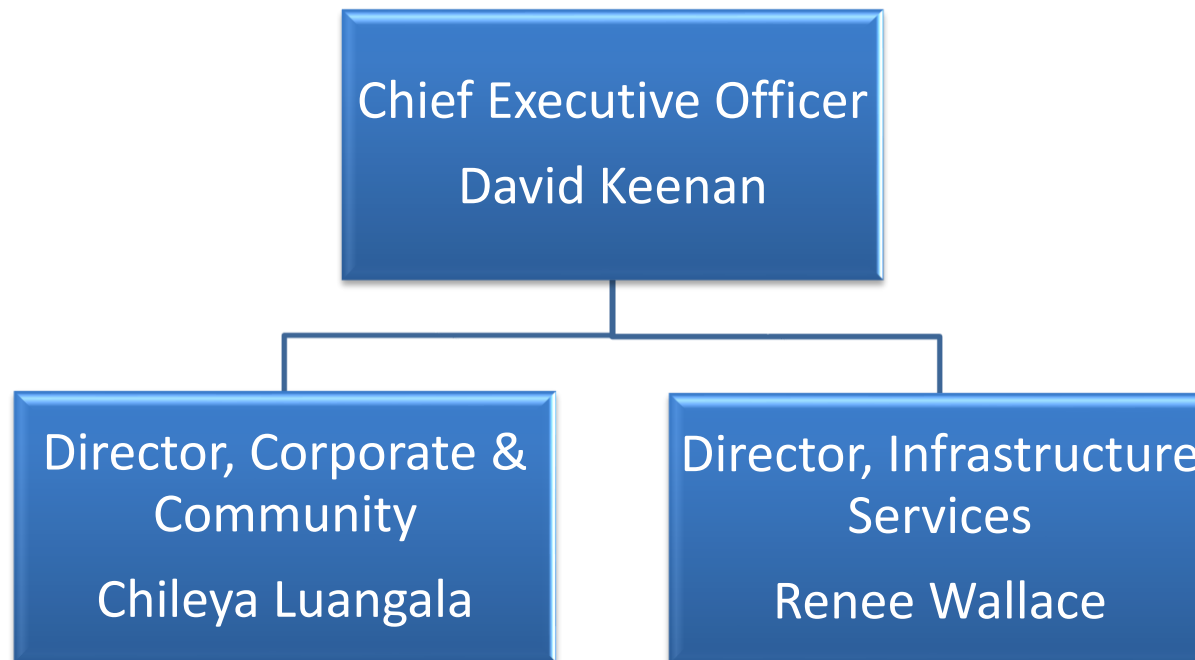 Chief Executive Officer
David Keenan
Director, Corporate &
Community
Chileya Luangala
Director, Infrastructure
Services
Renee Wallace